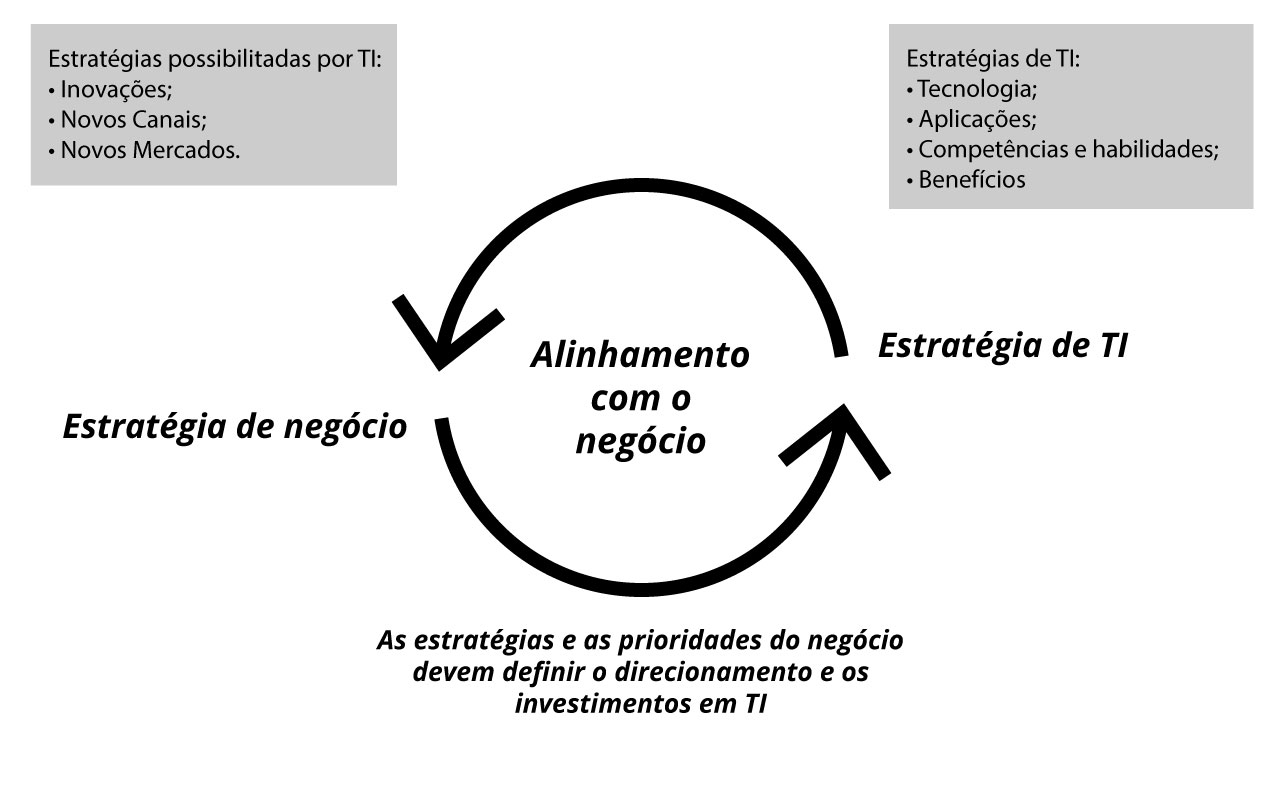 Estratégias possibilitadas por TI:
• Inovações;
• Novos Canais;
• Novos Mercados.
Estratégias de TI:
• Tecnologia;
• Aplicações;
• Competências e habilidades;
• Benefícios
Estratégia de negócio
Alinhamento
com o
negócio
Estratégia de TI
As estratégias e as prioridades do negócio
devem definir o direcionamento e os
investimentos em TI